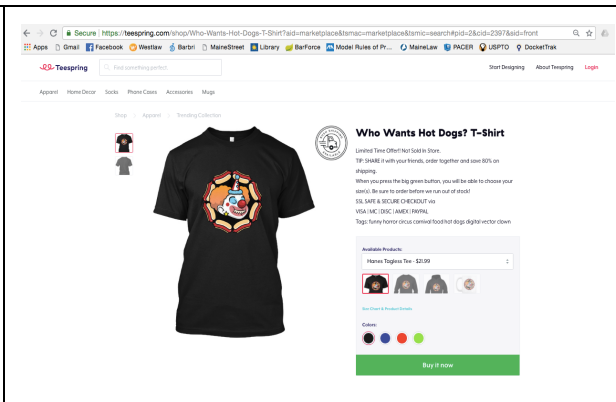 Secure | https://teespring.com/shop/Who-Wants-Hot-Dogs-T-Shirt?aid=marketplace&tsmac=marketplace&tsmic=search#pid=2&cid=2397&sid=front
Apps Gmail Facebook Westlaw Barbri MaineStreet Library BarForce Model Rules of Pr... MaineLaw PACER USPTO DocketTrak
Teespring Find something perfect. Start Designing About Teespring Login
Apparel Home Decor Socks Phone Cases Accessories Mugs
Shop Apparel Trending Collection
Who Wants Hot Dogs? T-Shirt
Limited Time Offer! Not Sold In Store.
TIP: SHARE it with your friends, order together and save 80% on
shipping.
When you press the big green button, you will be able to choose your
size(s). Be sure to order before we run out of stock!
SSL SAFE & SECURE CHECKOUT via
VISA | MC | DISC | AMEX | PAYPAL
Tags: funny horror circus carnival food hot dogs digital vector clown
Available Products:
Hanes Tagless Tee - $21.99
Size Chart & Product Details
Colors:
Buy it now